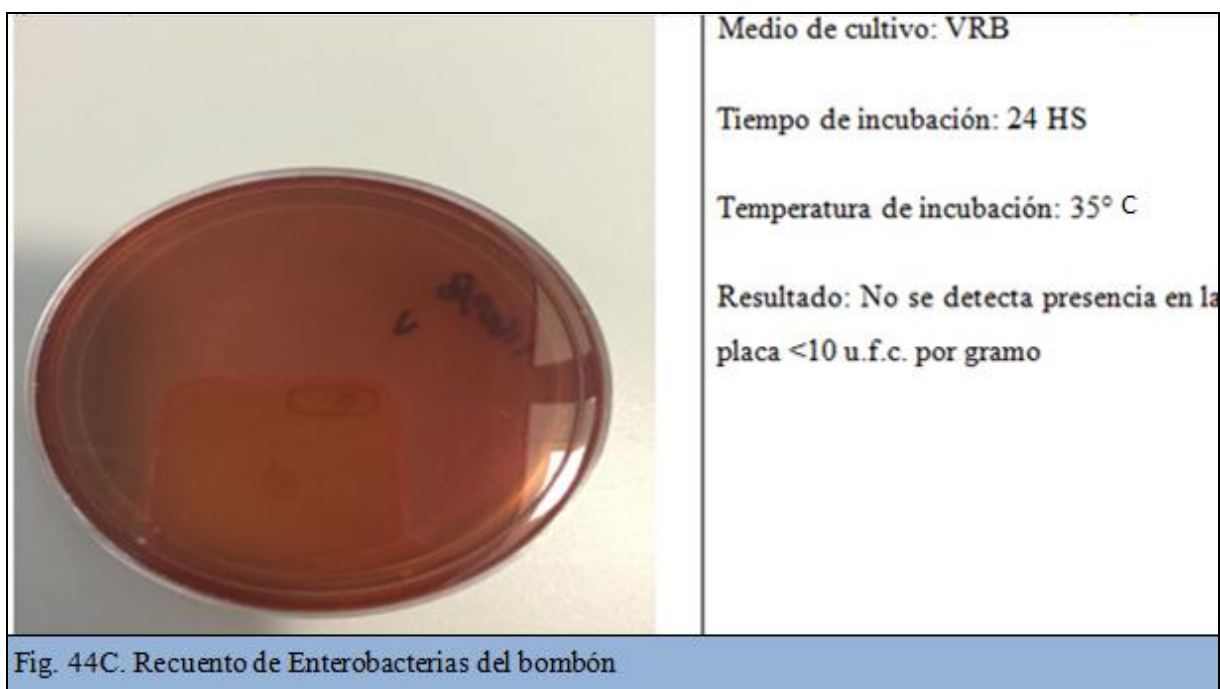 Medio de cultivo: VRB
Tiempo de incubación: 24 HS
Temperatura de incubación: 35° C
Resultado: No se detecta presencia en la
placa <10 u.f.c. por gramo
Fig. 44C. Recuento de Enterobacterias del bombón